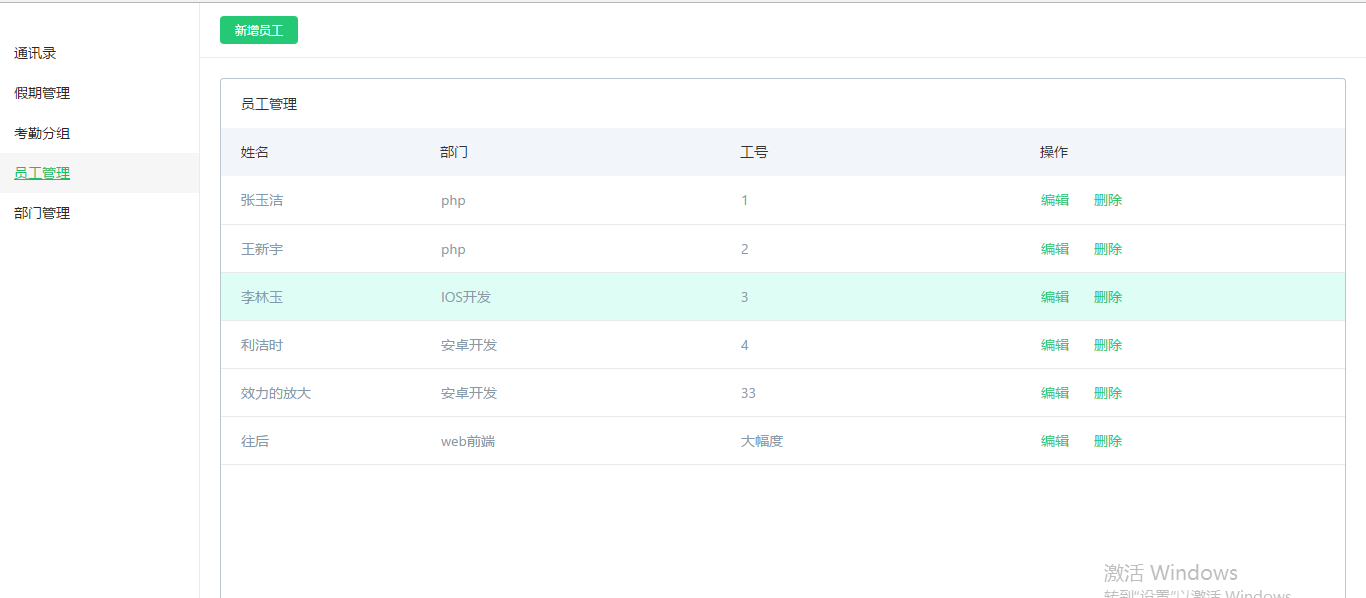 新增员工
通讯录
假期管理
考勤分组
员工管理
部门管理
员工管理
姓名 部门 工号 操作
张玉洁 php 1 编辑 删除
王新宇 php 2 编辑 删除
李林玉 IOS开发 3 编辑 删除
利洁时 安卓开发 4 编辑 删除
效力的放大 安卓开发 33 编辑 删除
往后 web前端 大幅度 编辑 删除
激活 Windows
转到"设置"以激活 Windows